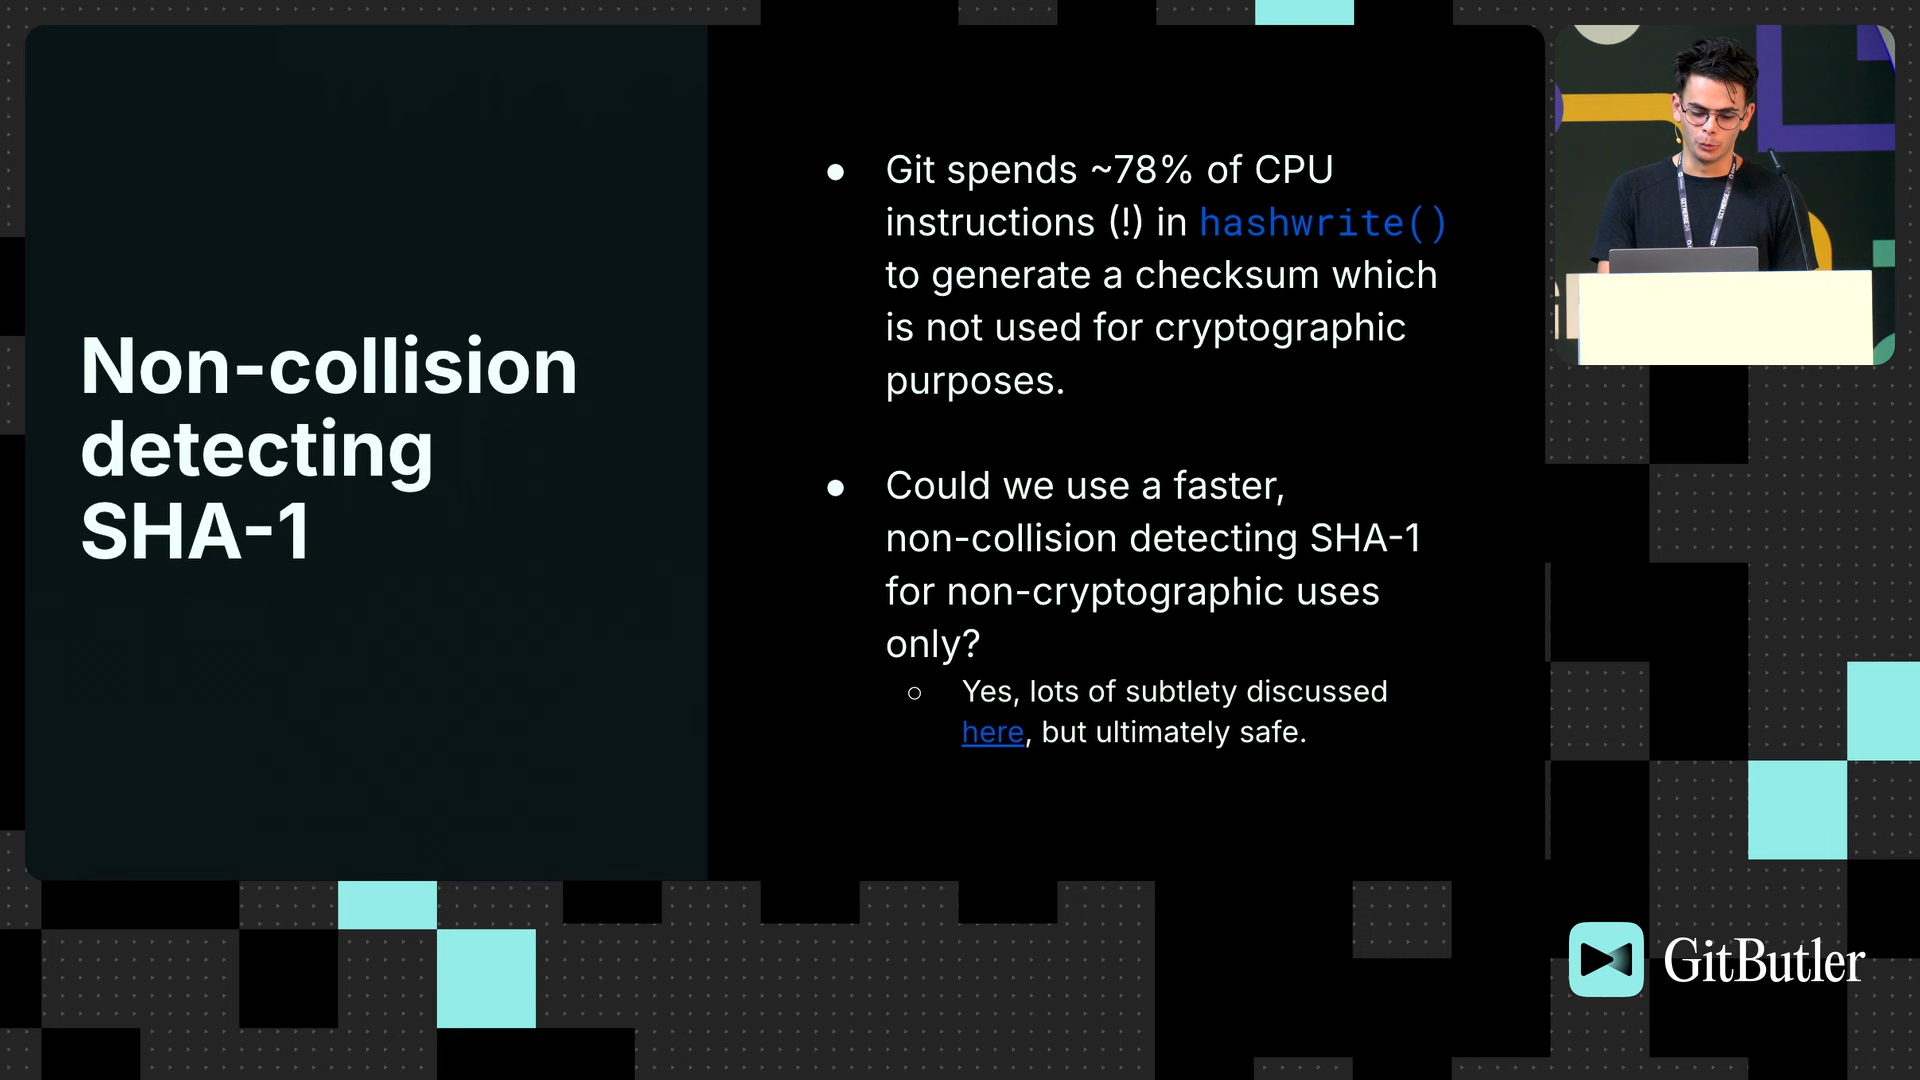 Non-collision
detecting
SHA-1
● Git spends ~78% of CPU
instructions (!) in hashwrite()
to generate a checksum which
is not used for cryptographic
purposes.
● Could we use a faster,
non-collision detecting SHA-1
for non-cryptographic uses
only?
○ Yes, lots of subtlety discussed
here, but ultimately safe.
GitButler